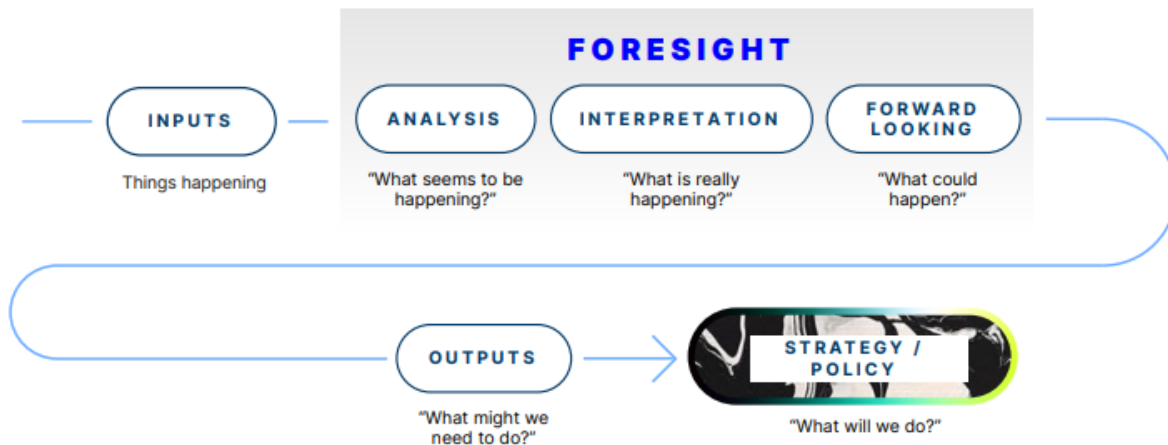 FORESIGHT
INPUTS
ANALYSIS
INTERPRETATION
FORWARD
LOOKING
Things happening
“What seems to be
happening?”
“What is really
happening?”
“What could
happen?”
OUTPUTS
STRATEGY /
POLICY
“What might we
need to do?”
“What will we do?”